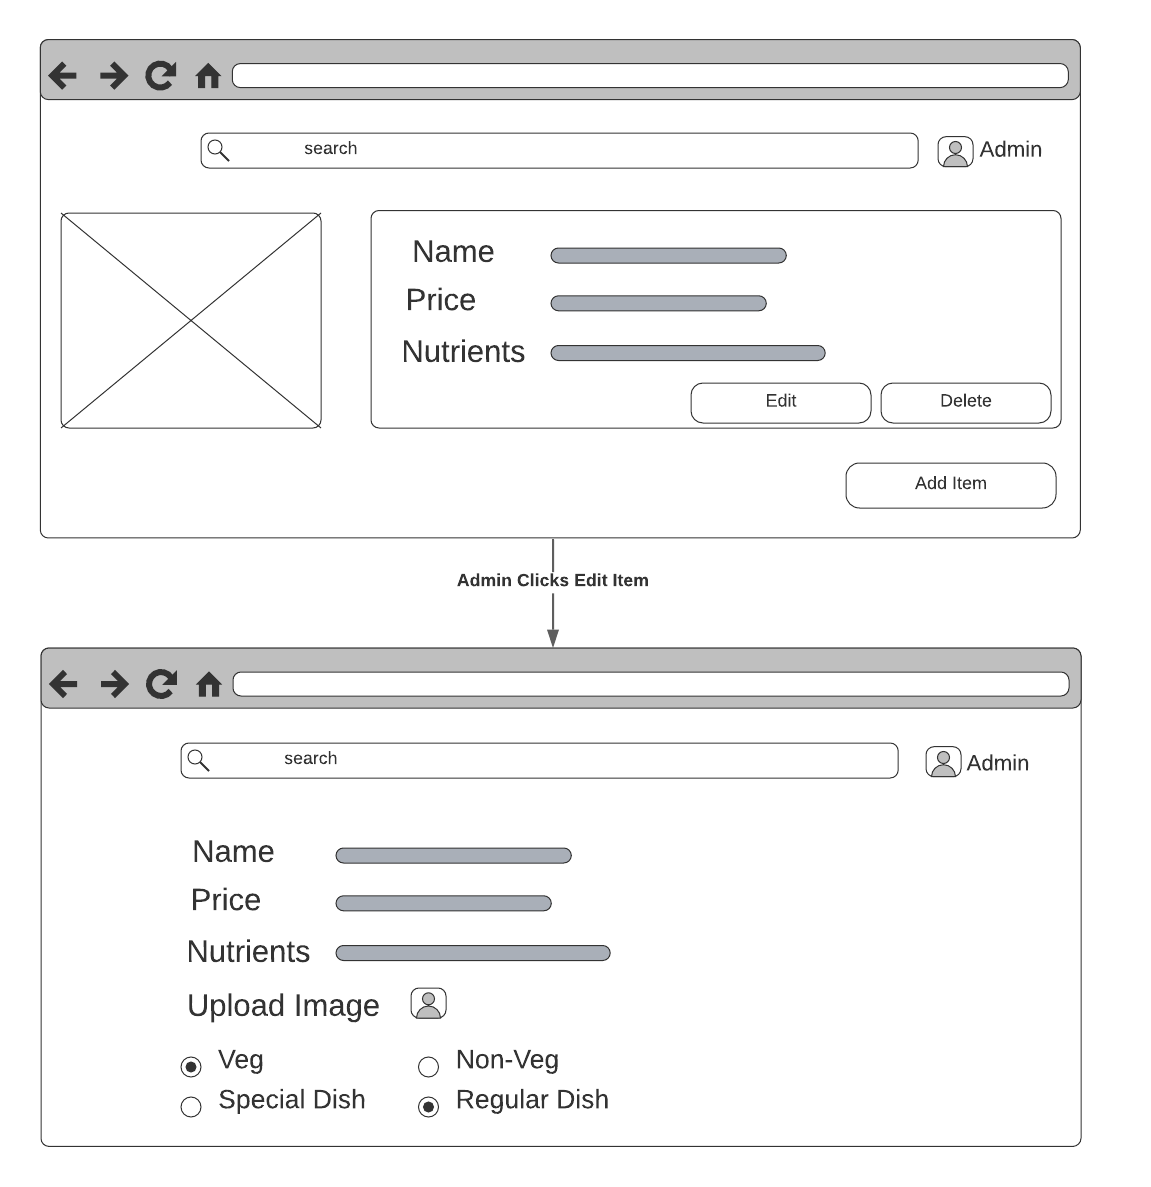 search
Admin
Name
Price
Nutrients
Edit
Delete
Add Item
Admin Clicks Edit Item
search
Admin
Name
Price
Nutrients
Upload Image
Veg
Non-Veg
Special Dish
Regular Dish